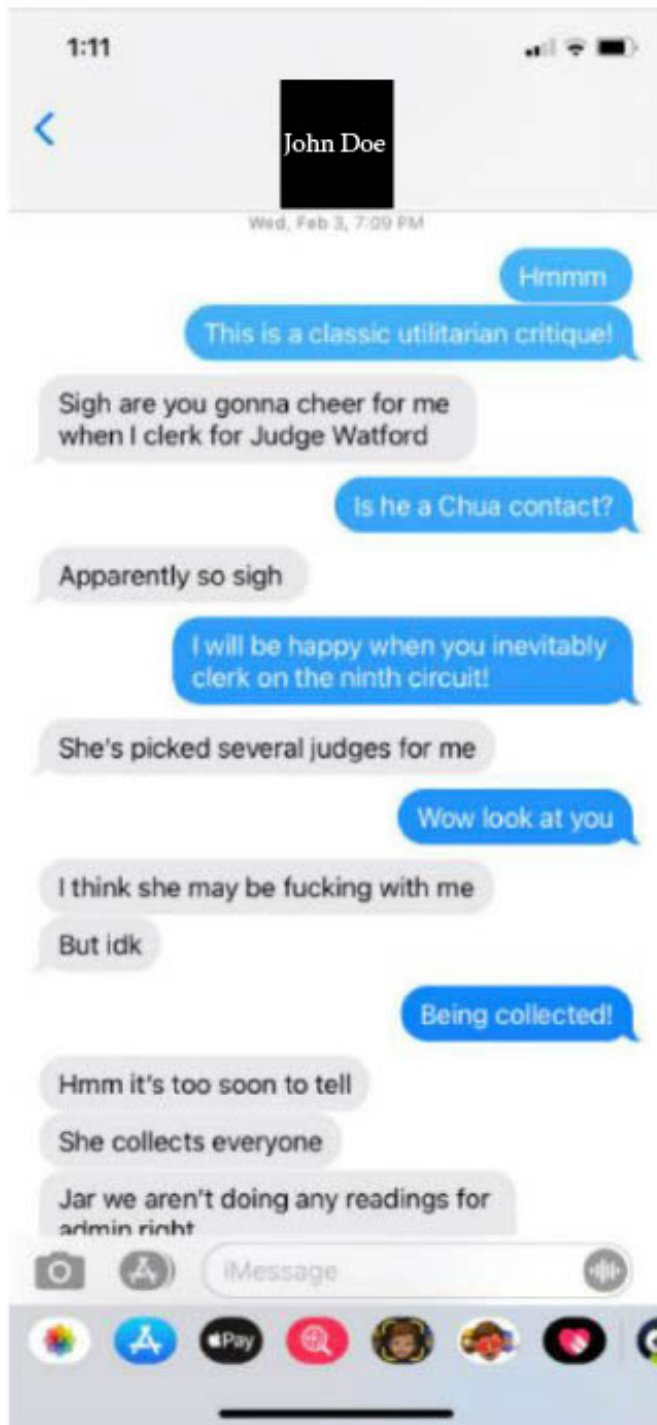 1:11
John Doe
Wed, Feb 3, 7:09 PM
Hmmm
This is a classic utilitarian critique!
Sigh are you gonna cheer for me
when I clerk for Judge Watford
Is he a Chua contact?
Apparently so sigh
I will be happy when you inevitably
clerk on the ninth circuit!
She's picked several judges for me
Wow look at you
I think she may be fucking with me
But idk
Being collected!
Hmm it's too soon to tell
She collects everyone
Jar we aren't doing any readings for
admin right
iMessage
Pay